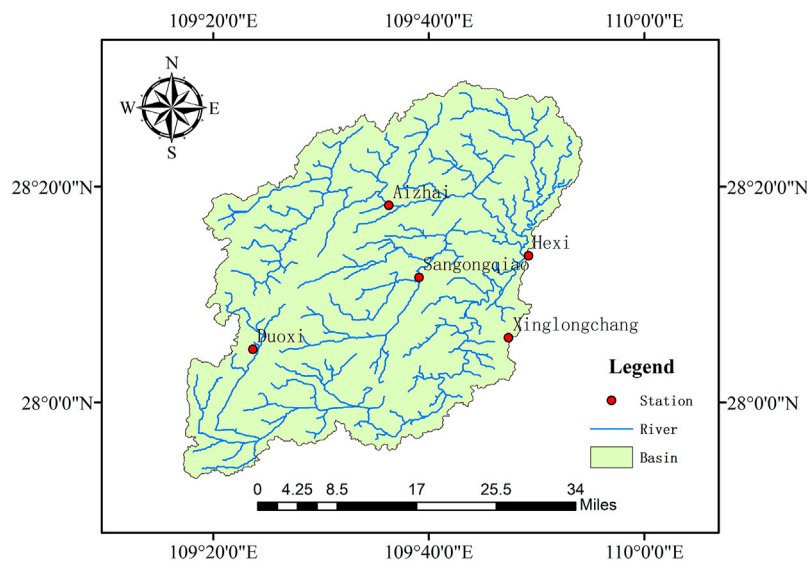 109°20'0"E 109°40'0"E 110°0'0"E
N
W E
S
28°20'0"N 28°20'0"N
Aizhai
Hexi
Sangongqiao
Xinglongchang
Duoxi
Legend
28°0'0"N 28°0'0"N
Station
River
Basin
0 4.25 8.5 17 25.5 34
Miles
109°20'0"E 109°40'0"E 110°0'0"E